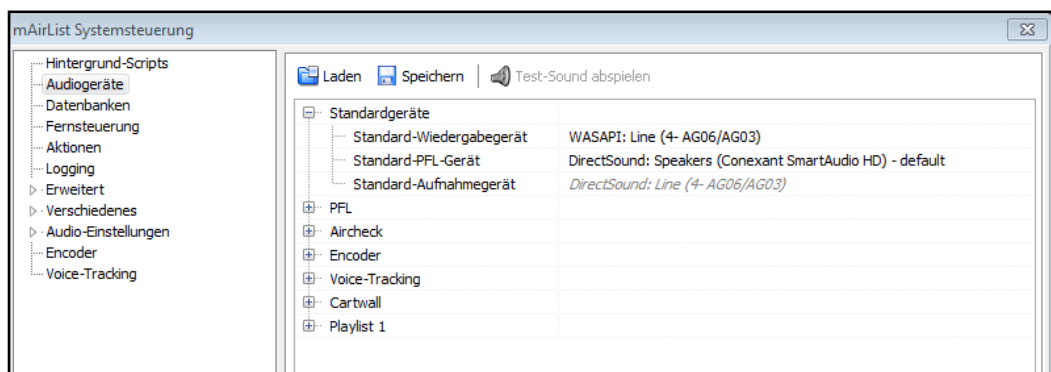 mAirList Systemsteuerung
Hintergrund-Scripts
Audiogeräte
Datenbanken
Fernsteuerung
Aktionen
Logging
Erweitert
Verschiedenes
Audio-Einstellungen
Encoder
Voice-Tracking
Laden Speichern Test-Sound abspielen
Standardgeräte
Standard-Wiedergabegerät WASAPI: Line (4- AG06/AG03)
Standard-PFL-Gerät DirectSound: Speakers (Conexant SmartAudio HD) - default
Standard-Aufnahmegerät DirectSound: Line (4- AG06/AG03)
PFL
Aircheck
Encoder
Voice-Tracking
Cartwall
Playlist 1